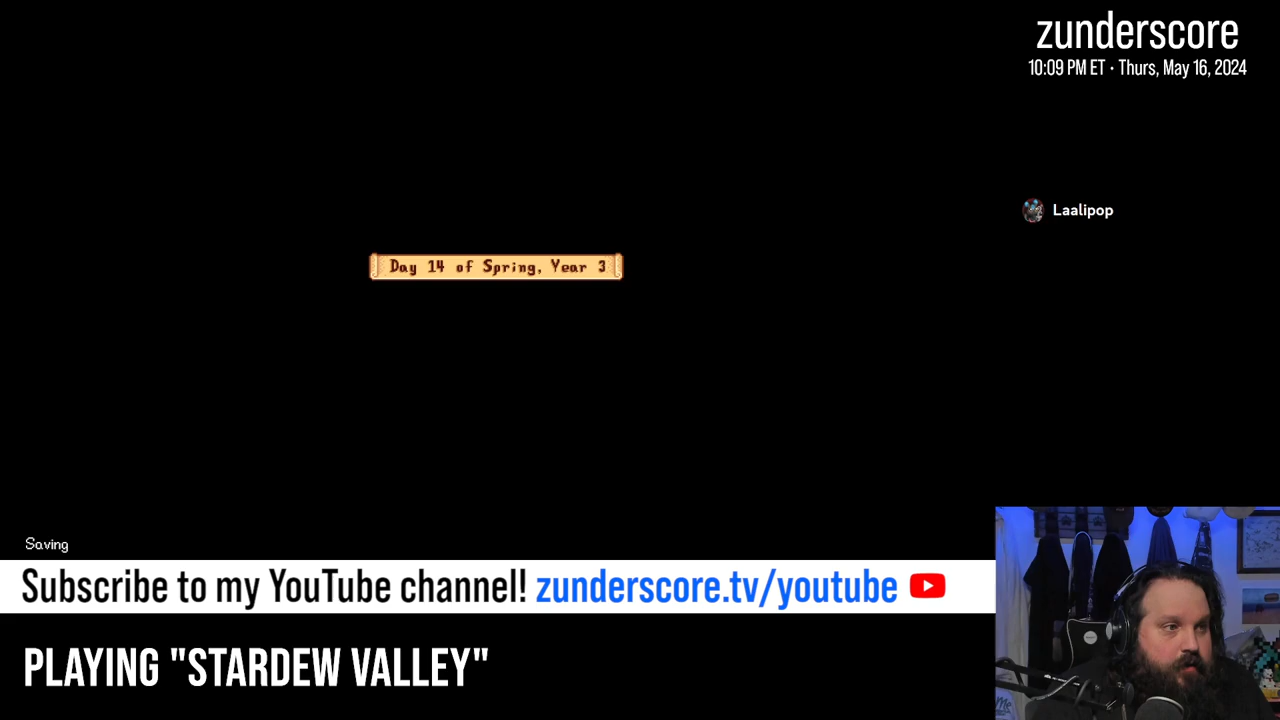 zunderscore
10:09 PM ET · Thurs, May 16, 2024
Laalipop
Day 14 of Spring, Year 3
Saving
Subscribe to my YouTube channel! zunderscore.tv/youtube
PLAYING "STARDEW VALLEY"